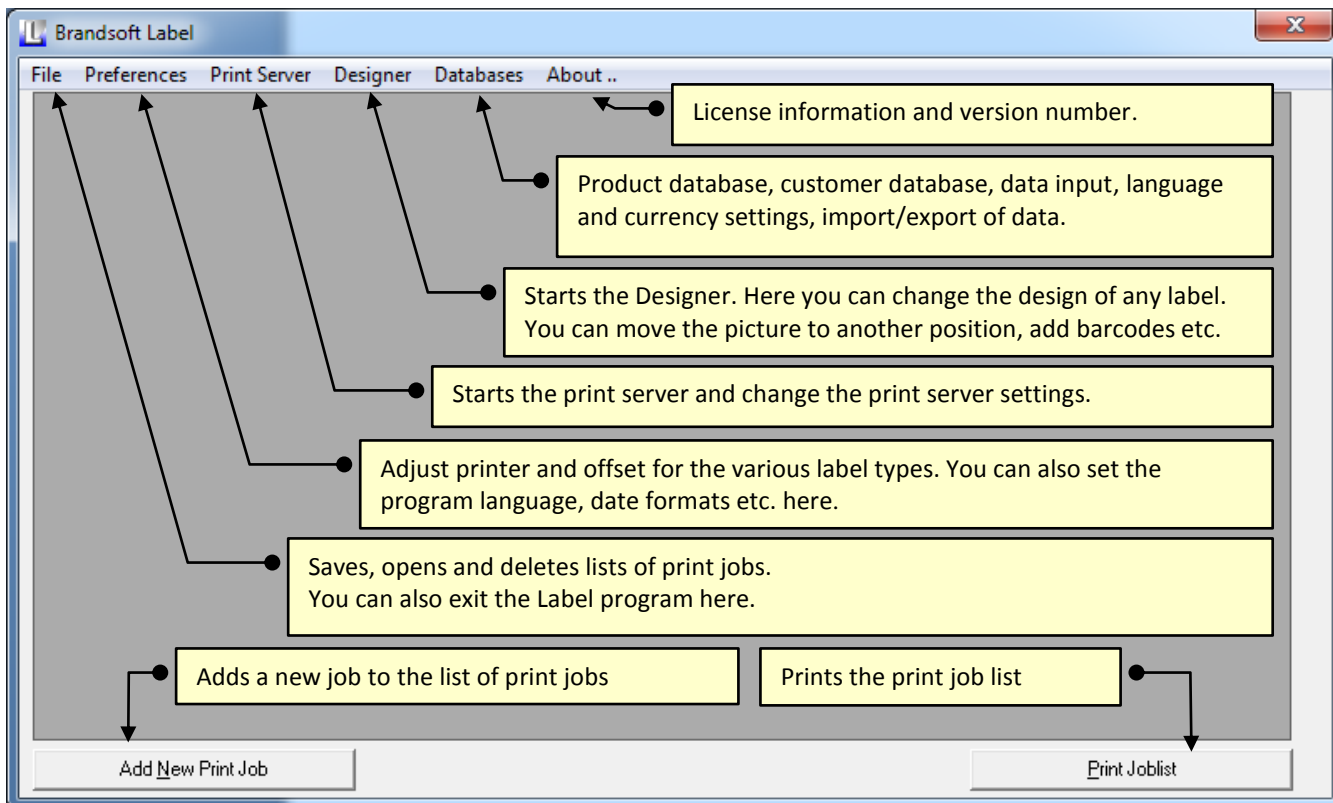 Brandsoft Label
File Preferences Print Server Designer Databases About ..
License information and version number.
Product database, customer database, data input, language
and currency settings, import/export of data.
Starts the Designer. Here you can change the design of any label.
You can move the picture to another position, add barcodes etc.
Starts the print server and change the print server settings.
Adjust printer and offset for the various label types. You can also set the
program language, date formats etc. here.
Saves, opens and deletes lists of print jobs.
You can also exit the Label program here.
Adds a new job to the list of print jobs
Prints the print job list
Add New Print Job
Print Joblist